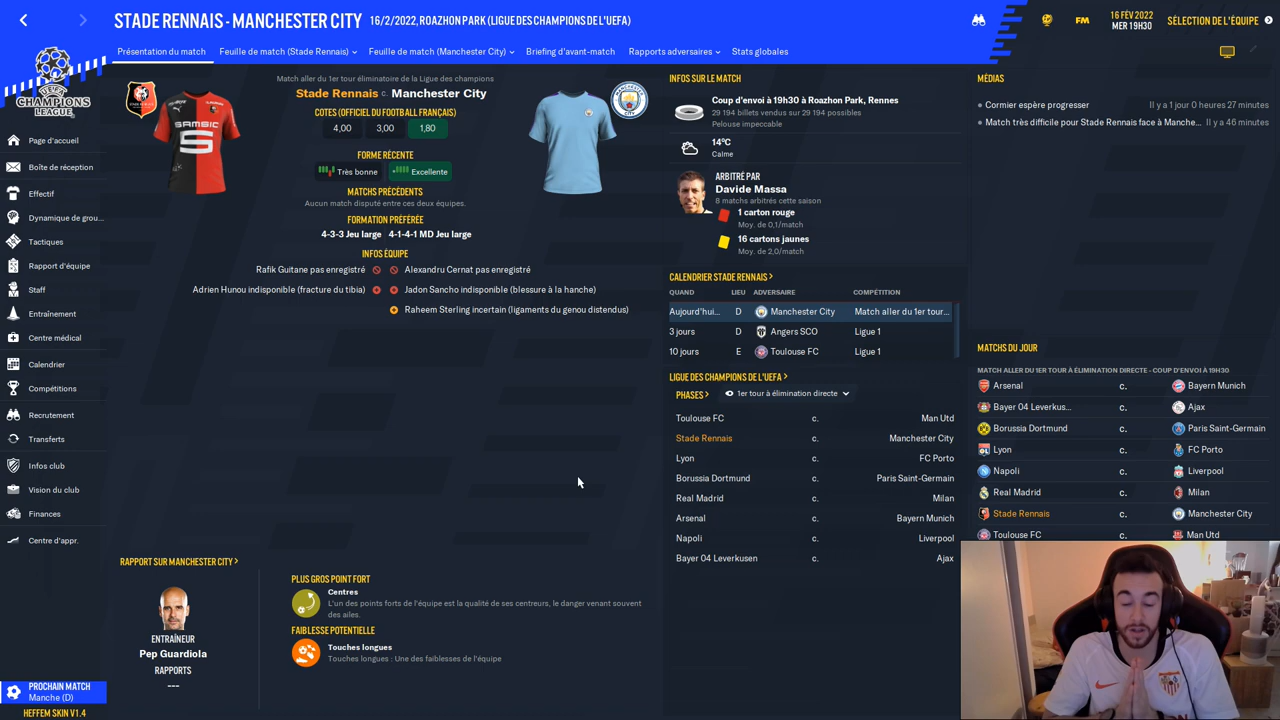 STADE RENNAIS - MANCHESTER CITY 16/2/2022, ROAZHON PARK (LIGUE DES CHAMPIONS DE L'UEFA)
FM
16 FÉV 2022
MER 19H30
SÉLECTION DE L'ÉQUIPE
Présentation du match
Feuille de match (Stade Rennais)
Feuille de match (Manchester City)
Briefing d'avant-match
Rapports adversaires
Stats globales
CHAMPIONS
LEAGUE
Page d'accueil
Boîte de réception
Effectif
Dynamique de grou...
Tactiques
Rapport d'équipe
Staff
Entraînement
Centre médical
Calendrier
Compétitions
Recrutement
Transferts
Infos club
Vision du club
Finances
Centre d'appr.
PROCHAIN MATCH
Manche (D)
HEFFEM SKIN V1.4
Match aller du 1er tour éliminatoire de la Ligue des champions
Stade Rennais c. Manchester City
COTES (OFFICIEL DU FOOTBALL FRANÇAIS)
4,00 3,00 1,80
FORME RÉCENTE
Très bonne Excellente
MATCHS PRÉCÉDENTS
Aucun match disputé entre ces deux équipes.
FORMATION PRÉFÉRÉE
4-3-3 Jeu large 4-1-4-1 MD Jeu large
INFOS ÉQUIPE
Rafik Guitane pas enregistré Alexandru Cernat pas enregistré
Adrien Hunou indisponible (fracture du tibia) Jadon Sancho indisponible (blessure à la hanche)
Raheem Sterling incertain (ligaments du genou distendus)
SAMSIC
RAPPORT SUR MANCHESTER CITY
ENTRAÎNEUR
Pep Guardiola
RAPPORTS
---
PLUS GROS POINT FORT
Centres
L'un des points forts de l'équipe est la qualité de ses centreurs, le danger venant souvent
des ailes.
FAIBLESSE POTENTIELLE
Touches longues
Touches longues : Une des faiblesses de l'équipe
INFOS SUR LE MATCH
Coup d'envoi à 19h30 à Roazhon Park, Rennes
29 194 billets vendus sur 29 194 possibles
Pelouse impeccable
14°C
Calme
ARBITRÉ PAR
Davide Massa
8 matchs arbitrés cette saison
1 carton rouge
Moy. de 0,1/match
16 cartons jaunes
Moy. de 2,0/match
CALENDRIER STADE RENNAIS
QUAND LIEU ADVERSAIRE COMPÉTITION
Aujourd'hui... D Manchester City Match aller du 1er tour...
3 jours D Angers SCO Ligue 1
10 jours E Toulouse FC Ligue 1
LIGUE DES CHAMPIONS DE L'UEFA
PHASES 1er tour à élimination directe
Toulouse FC c. Man Utd
Stade Rennais c. Manchester City
Lyon c. FC Porto
Borussia Dortmund c. Paris Saint-Germain
Real Madrid c. Milan
Arsenal c. Bayern Munich
Napoli c. Liverpool
Bayer 04 Leverkusen c. Ajax
MÉDIAS
Cormier espère progresser Il y a 1 jour 0 heures 27 minutes
Match très difficile pour Stade Rennais face à Manche... Il y a 46 minutes
MATCHS DU JOUR
MATCH ALLER DU 1ER TOUR À ÉLIMINATION DIRECTE - COUP D'ENVOI À 19H30
Arsenal c. Bayern Munich
Bayer 04 Leverkus... c. Ajax
Borussia Dortmund c. Paris Saint-Germain
Lyon c. FC Porto
Napoli c. Liverpool
Real Madrid c. Milan
Stade Rennais c. Manchester City
Toulouse FC c. Man Utd